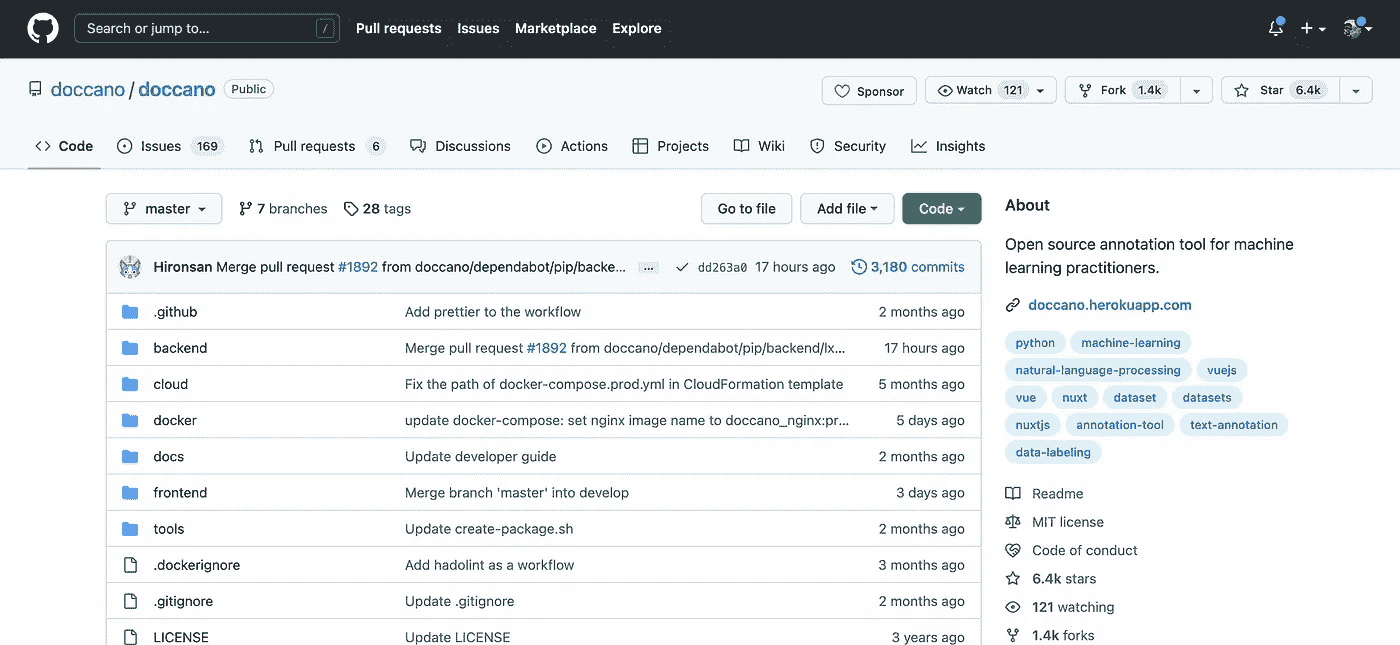 Search or jump to... / Pull requests Issues Marketplace Explore
doccano / doccano Public Sponsor Watch 121 Fork 1.4k Star 6.4k
Code Issues 169 Pull requests 6 Discussions Actions Projects Wiki Security Insights
master 7 branches 28 tags Go to file Add file Code
Hironsan Merge pull request #1892 from doccano/dependabot/pip/backe... ... dd263a0 17 hours ago 3,180 commits
.github Add prettier to the workflow 2 months ago
backend Merge pull request #1892 from doccano/dependabot/pip/backend/lx... 17 hours ago
cloud Fix the path of docker-compose.prod.yml in CloudFormation template 5 months ago
docker update docker-compose: set nginx image name to doccano_nginx:pr... 5 days ago
docs Update developer guide 2 months ago
frontend Merge branch 'master' into develop 3 days ago
tools Update create-package.sh 2 months ago
.dockerignore Add hadolint as a workflow 3 months ago
.gitignore Update .gitignore 2 months ago
LICENSE Update LICENSE 3 years ago
About
Open source annotation tool for machine
learning practitioners.
doccano.herokuapp.com
python machine-learning
natural-language-processing vuejs
vue nuxt dataset datasets
nuxtjs annotation-tool text-annotation
data-labeling
Readme
MIT license
Code of conduct
6.4k stars
121 watching
1.4k forks